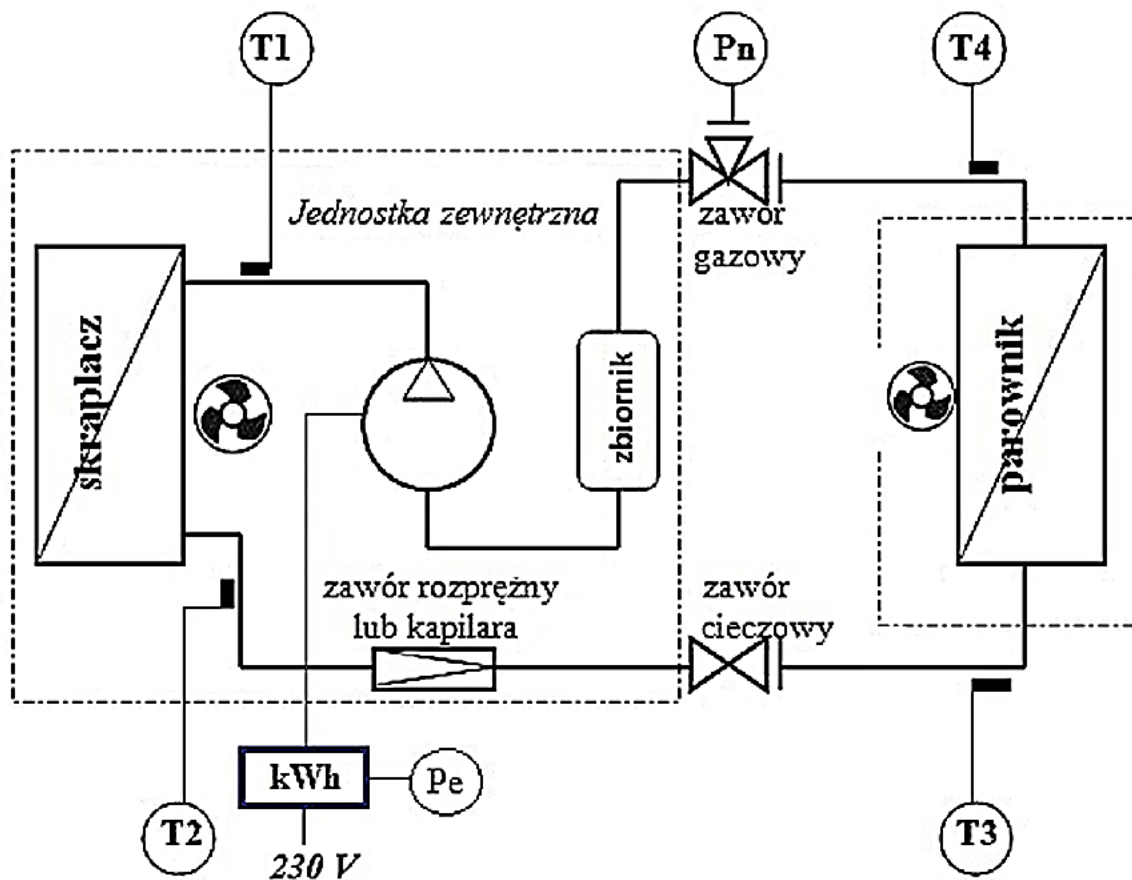 T1
Pn
T4
Jednostka zewnętrzna
zawór
gazowy
skraplacz
zbiornik
parownik
zawór rozprężny
lub kapilara
zawór
cieczowy
kWh
Pe
T2
230 V
T3